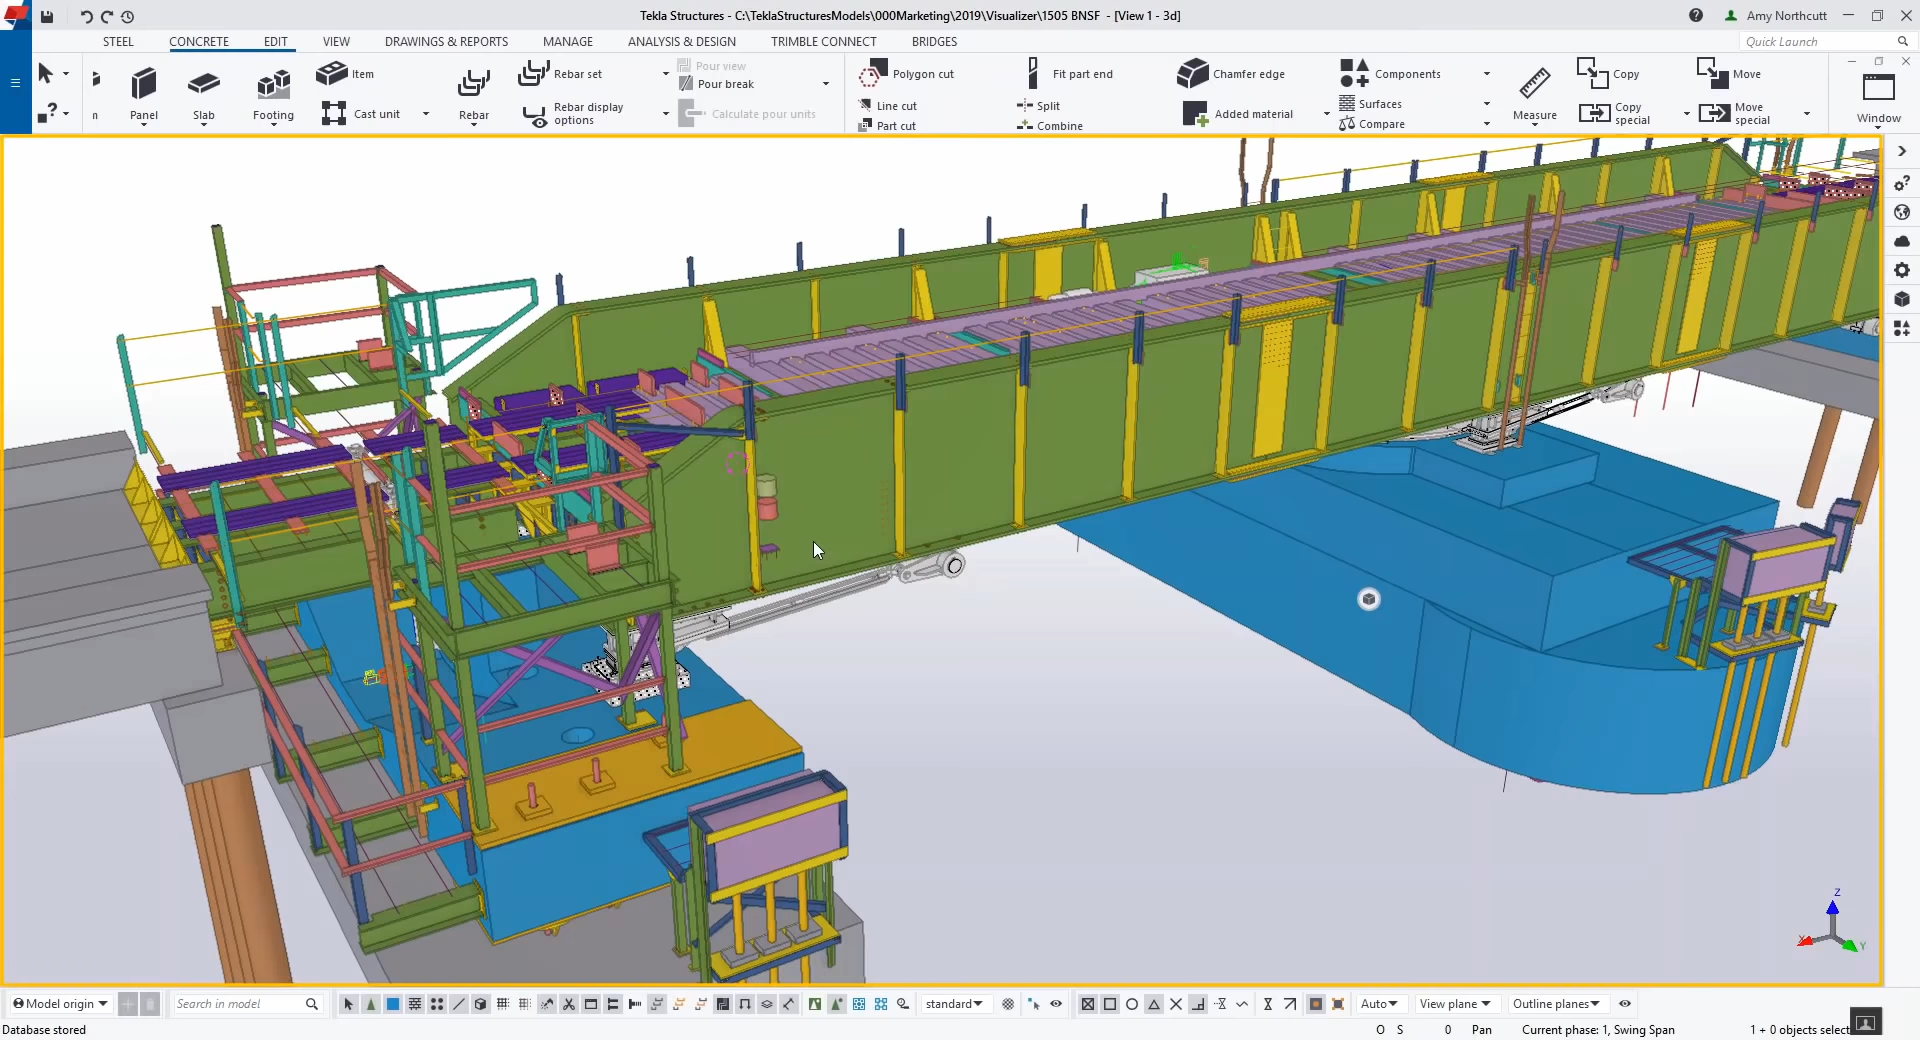 Tekla Structures - C:\TeklaStructuresModels\000Marketing\2019\Visualizer\1505 BNSF - [View 1 - 3d]
Amy Northcutt
STEEL CONCRETE EDIT VIEW DRAWINGS & REPORTS MANAGE ANALYSIS & DESIGN TRIMBLE CONNECT BRIDGES
Quick Launch
n
Panel
Slab
Footing
Item
Cast unit
Rebar
Rebar set
Rebar display
options
Pour view
Pour break
Calculate pour units
Polygon cut
Line cut
Part cut
Fit part end
Split
Combine
Chamfer edge
Added material
Components
Surfaces
Compare
Measure
Copy
Copy
special
Move
Move
special
Window
Z
X
Y
Model origin
Search in model
standard
Auto
View plane
Outline planes
Database stored
O S 0 Pan Current phase: 1, Swing Span 1 + 0 objects select